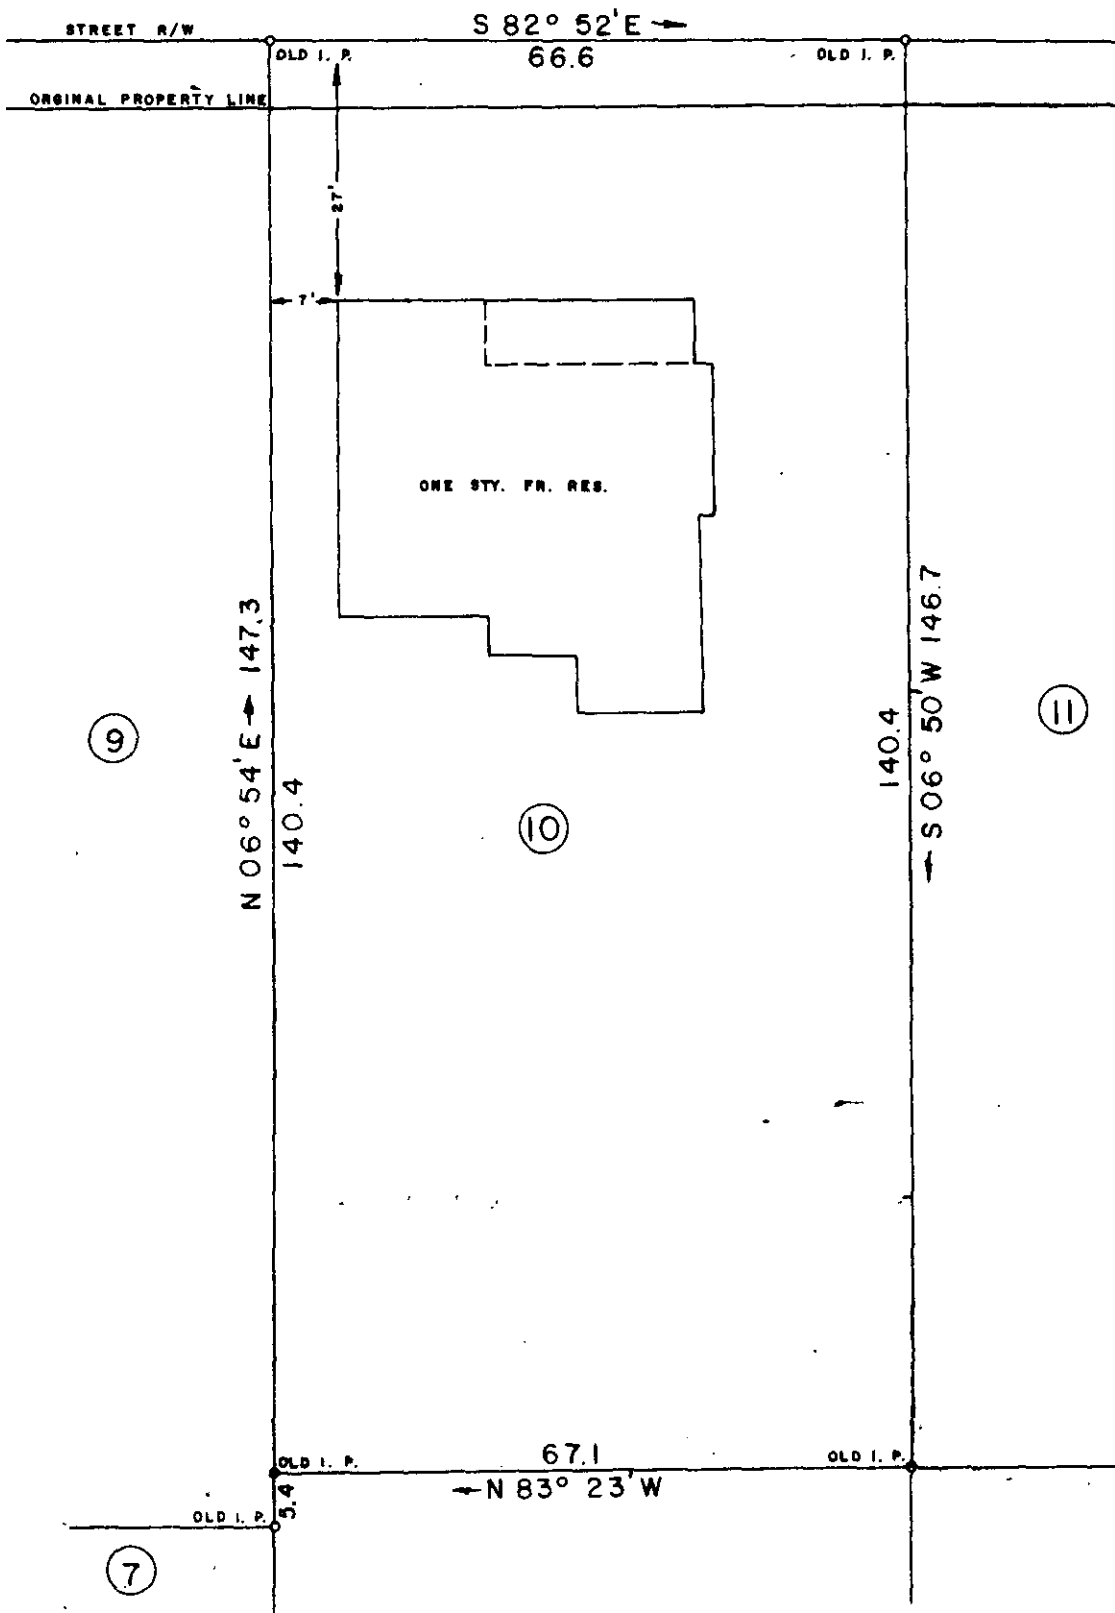 STREET R/W
S 82° 52' E →
66.6
OLD I. P.
OLD I. P.
ORGINAL PROPERTY LINE
27'
7'
ONE STY. FR. RES.
N 06° 54' E → 147.3
140.4
140.4
← S 06° 50' W 146.7
9
10
11
OLD I. P.
67.1
OLD I. P.
← N 83° 23' W
5.4
OLD I. P.
7